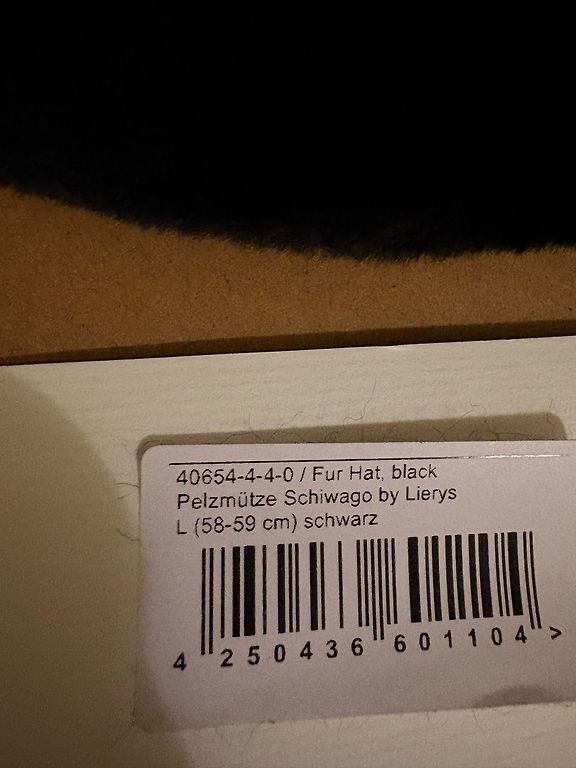 40654-4-4-0 / Fur Hat, black
Pelzmütze Schiwago by Lierys
L (58-59 cm) schwarz
4 250436 601104 >